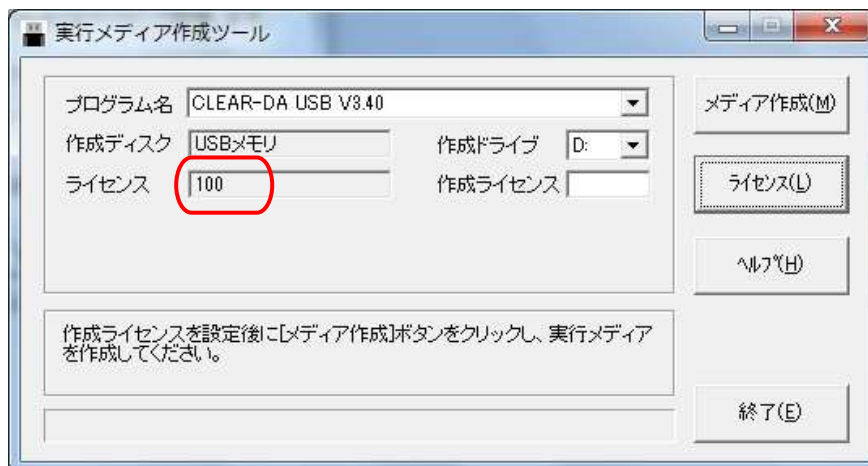 実行メディア作成ツール
プログラム名 CLEAR-DA USB V3.40
メディア作成(M)
作成ディスク USBメモリ 作成ドライブ D:
ライセンス 100 作成ライセンス
ライセンス(L)
ヘルプ(H)
作成ライセンスを設定後に[メディア作成]ボタンをクリックし、実行メディア
を作成してください。
終了(E)